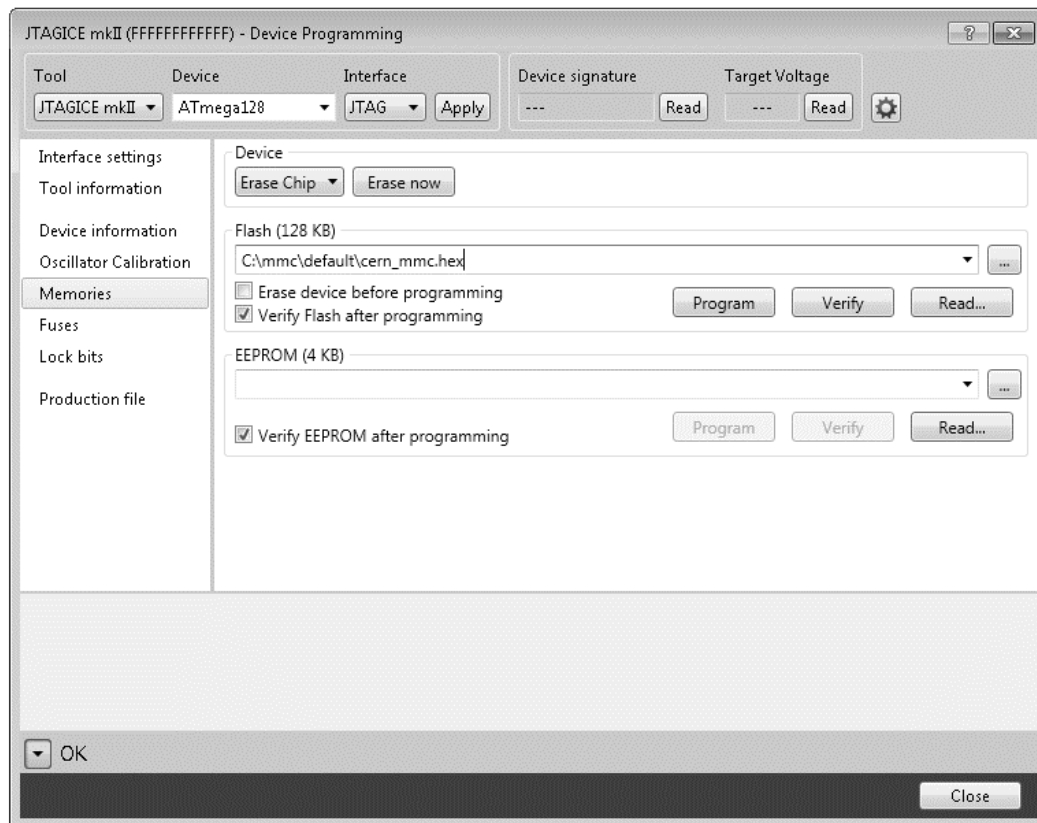 JTAGICE mkII (FFFFFFFFFFFF) - Device Programming
Tool Device Interface Device signature Target Voltage
JTAGICE mkII ATmega128 JTAG Apply --- Read --- Read
Interface settings
Tool information
Device information
Oscillator Calibration
Memories
Fuses
Lock bits
Production file
Device
Erase Chip Erase now
Flash (128 KB)
C:\mmc\default\cern_mmc.hex ...
Erase device before programming
Verify Flash after programming
Program Verify Read...
EEPROM (4 KB)
...
Verify EEPROM after programming
Program Verify Read...
OK
Close